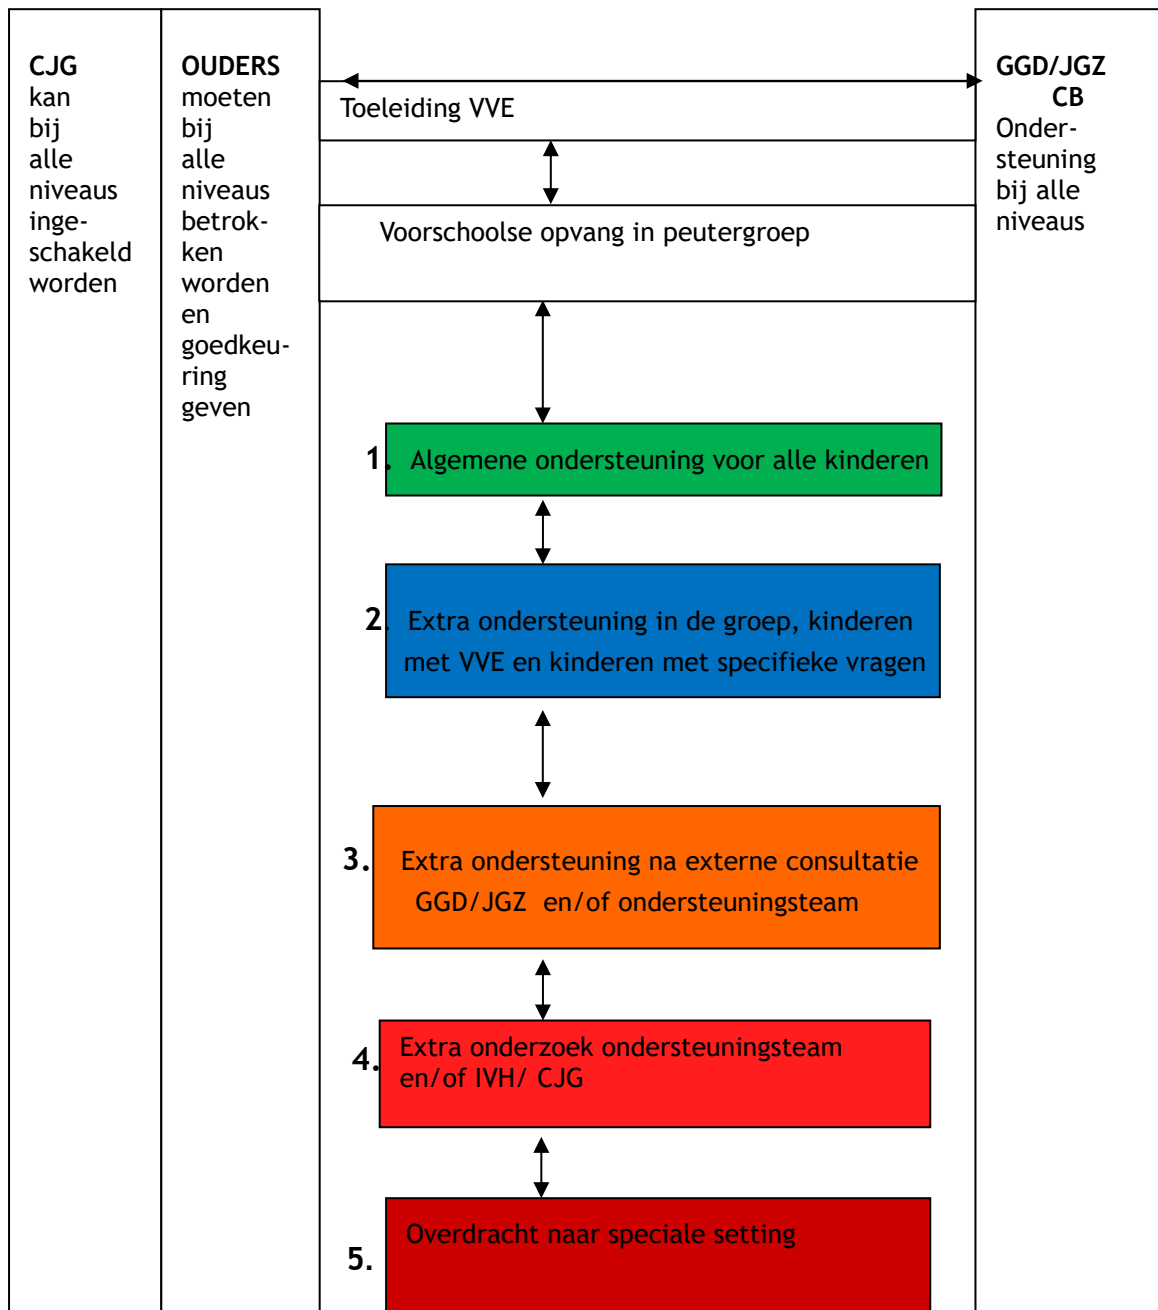 CJG
kan
bij
alle
niveaus
inge-
schakeld
worden
OUDERS
moeten
bij
alle
niveaus
betrok-
ken
worden
en
goedkeu-
ring
geven
Toeleiding VVE
Voorschoolse opvang in peutergroep
1. Algemene ondersteuning voor alle kinderen
2. Extra ondersteuning in de groep, kinderen
met VVE en kinderen met specifieke vragen
3. Extra ondersteuning na externe consultatie
GGD/JGZ en/of ondersteuningsteam
4. Extra onderzoek ondersteuningsteam
en/of IVH/ CJG
5. Overdracht naar speciale setting
GGD/JGZ
CB
Onder-
steuning
bij alle
niveaus